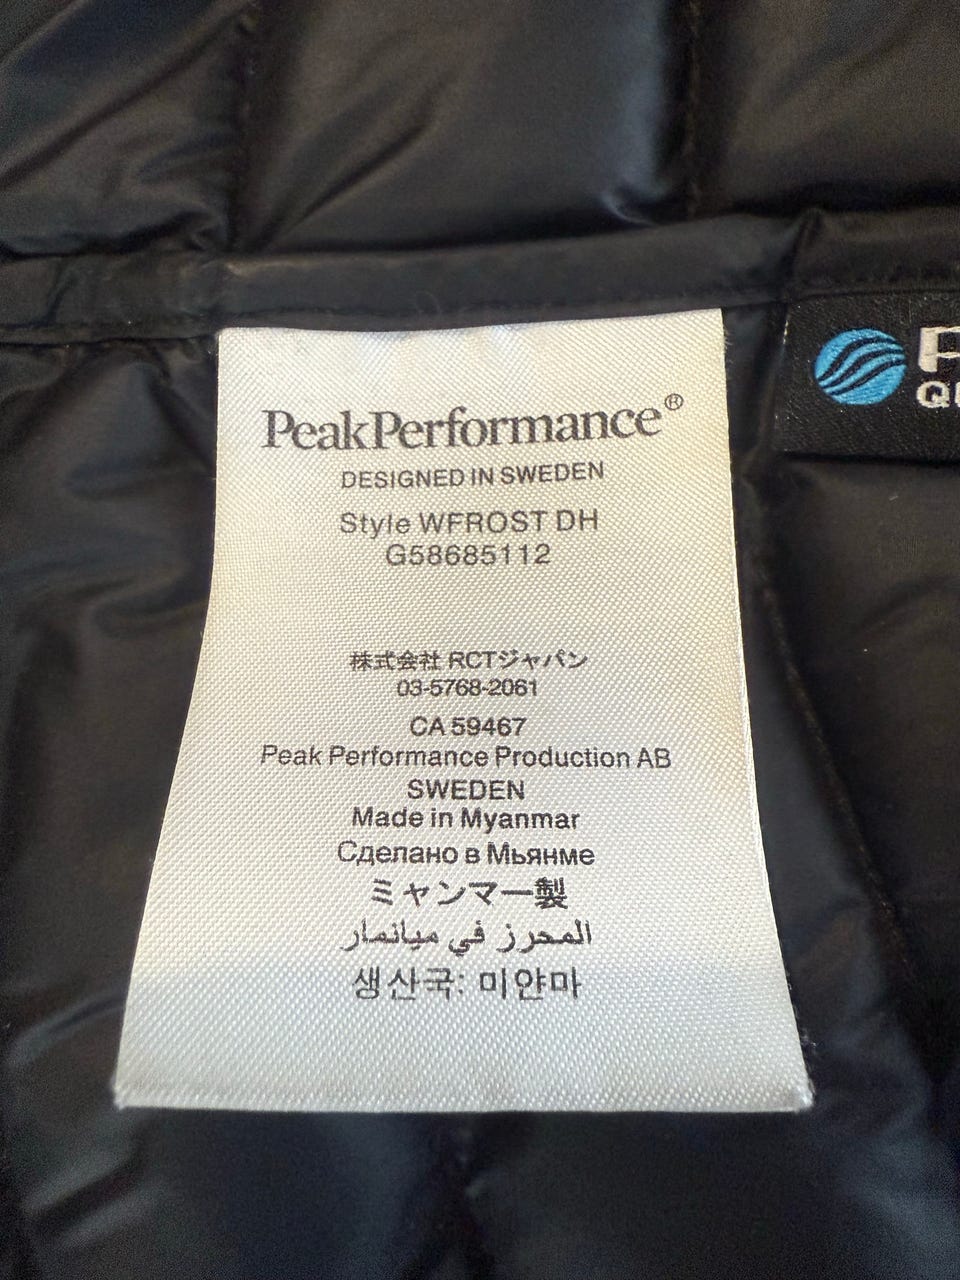 PeakPerformance®
DESIGNED IN SWEDEN
Style WFROST DH
G58685112
株式会社 RCTジャパン
03-5768-2061
CA 59467
Peak Performance Production AB
SWEDEN
Made in Myanmar
Сделано в Мьянме
ミャンマー製
المحرز في ميانمار
생산국: 미얀마